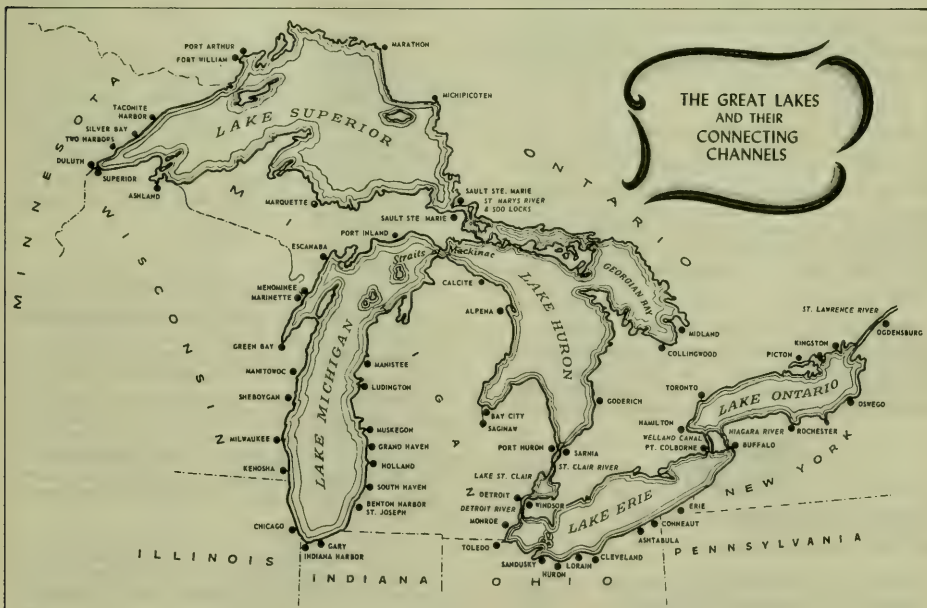 THE GREAT LAKES
AND THEIR
CONNECTING
CHANNELS
PORT ARTHUR
FORT WILLIAM
MARATHON
MICHIPICOTEN
TACONITE
HARBOR
SILVER BAY
TWO HARBORS
DULUTH
SUPERIOR
ASHLAND
LAKE SUPERIOR
MARQUETTE
SAULT STE. MARIE
ST MARYS RIVER
& SOO LOCKS
SAULT STE MARIE
MINNESOTA
WISCONSIN
MICHIGAN
ONTARIO
PORT INLAND
ESCANABA
Straits Mackinac
MENOMINEE
MARINETTE
CALCITE
ALPENA
LAKE HURON
GEORGIAN BAY
MIDLAND
COLLINGWOOD
GREEN BAY
MANITOWOC
SHEBOYGAN
MILWAUKEE
KENOSHA
CHICAGO
LAKE MICHIGAN
MANISTEE
LUDINGTON
MUSKEGON
GRAND HAVEN
HOLLAND
SOUTH HAVEN
BENTON HARBOR
ST. JOSEPH
GARY
INDIANA HARBOR
BAY CITY
SAGINAW
GODERICH
PORT HURON
SARNIA
ST. CLAIR RIVER
LAKE ST. CLAIR
DETROIT
WINDSOR
DETROIT RIVER
MONROE
TOLEDO
LAKE ERIE
SANDUSKY
HURON
LORAIN
CLEVELAND
ASHTABULA
CONNEAUT
ERIE
ST. LAWRENCE RIVER
OGDENSBURG
KINGSTON
PICTON
TORONTO
LAKE ONTARIO
OSWEGO
HAMILTON
WELLAND CANAL
PT. COLBORNE
NIAGARA RIVER
ROCHESTER
BUFFALO
NEW YORK
PENNSYLVANIA
ILLINOIS
INDIANA
OHIO